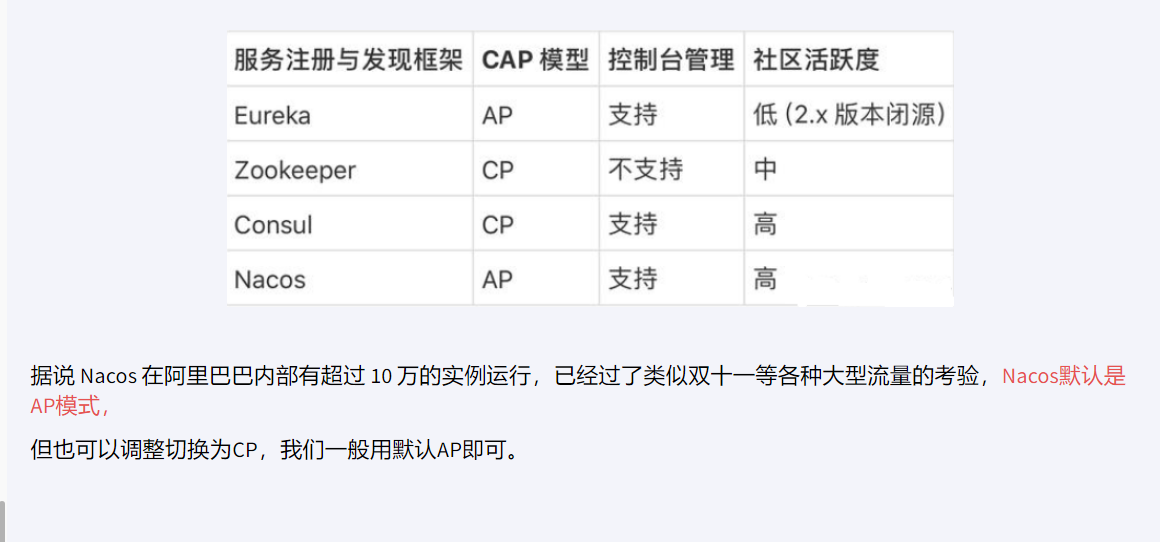 服务注册与发现框架 CAP 模型 控制台管理 社区活跃度
Eureka AP 支持 低 (2.x 版本闭源)
Zookeeper CP 不支持 中
Consul CP 支持 高
Nacos AP 支持 高
据说 Nacos 在阿里巴巴内部有超过 10 万的实例运行，已经过了类似双十一等各种大型流量的考验，Nacos默认是
AP模式，
但也可以调整切换为CP，我们一般用默认AP即可。